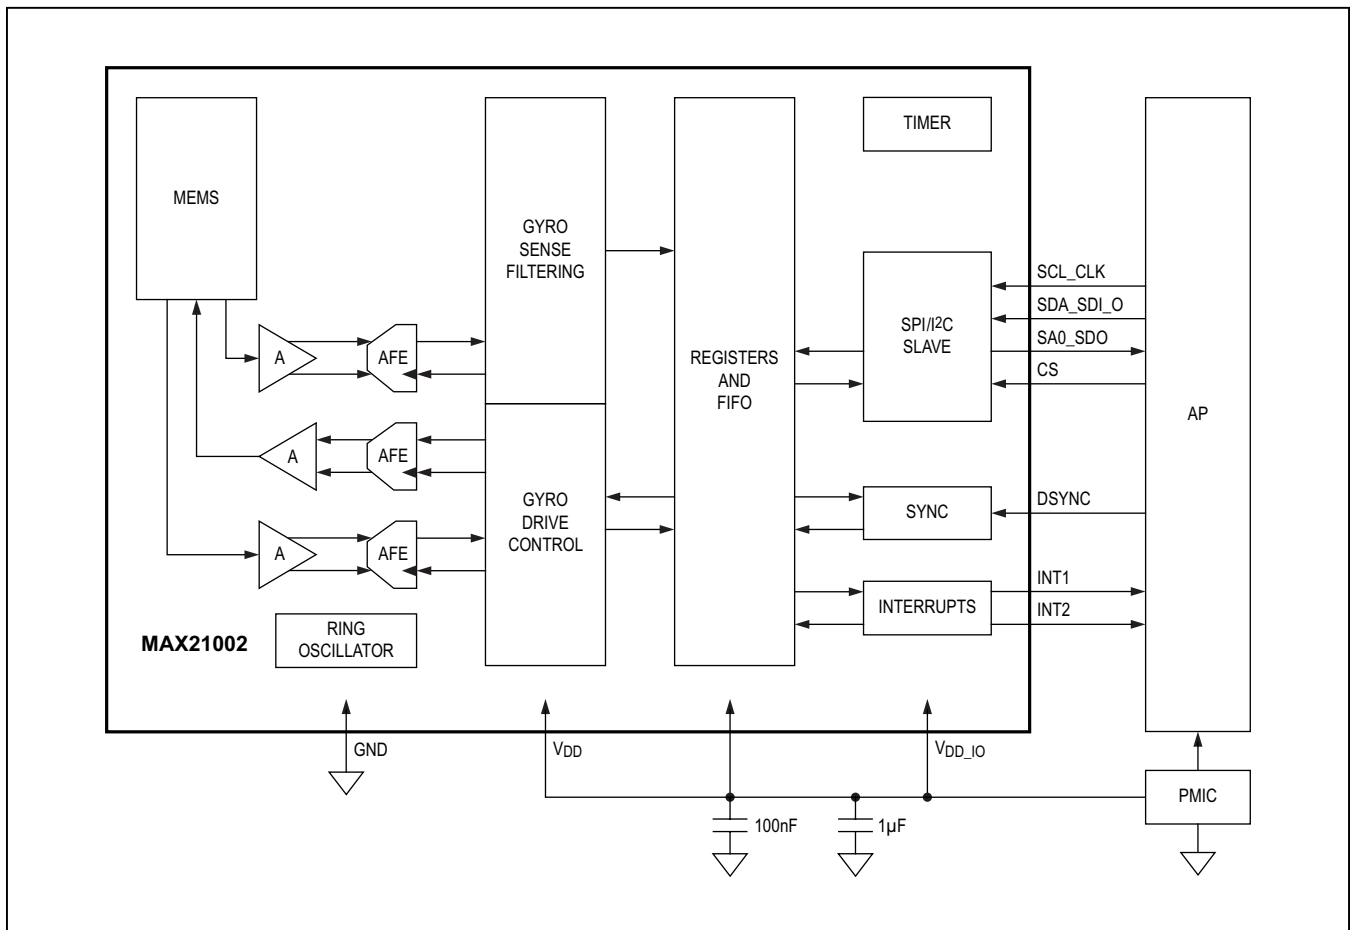 TIMER
MEMS
GYRO
SENSE
FILTERING
SCL_CLK
SDA_SDI_O
SPI/I²C
SLAVE
SA0_SDO
CS
A
AFE
REGISTERS
AND
FIFO
AP
A
AFE
GYRO
DRIVE
CONTROL
SYNC
DSYNC
A
AFE
INTERRUPTS
INT1
INT2
MAX21002
RING
OSCILLATOR
GND
VDD
VDD_IO
PMIC
100nF
1µF